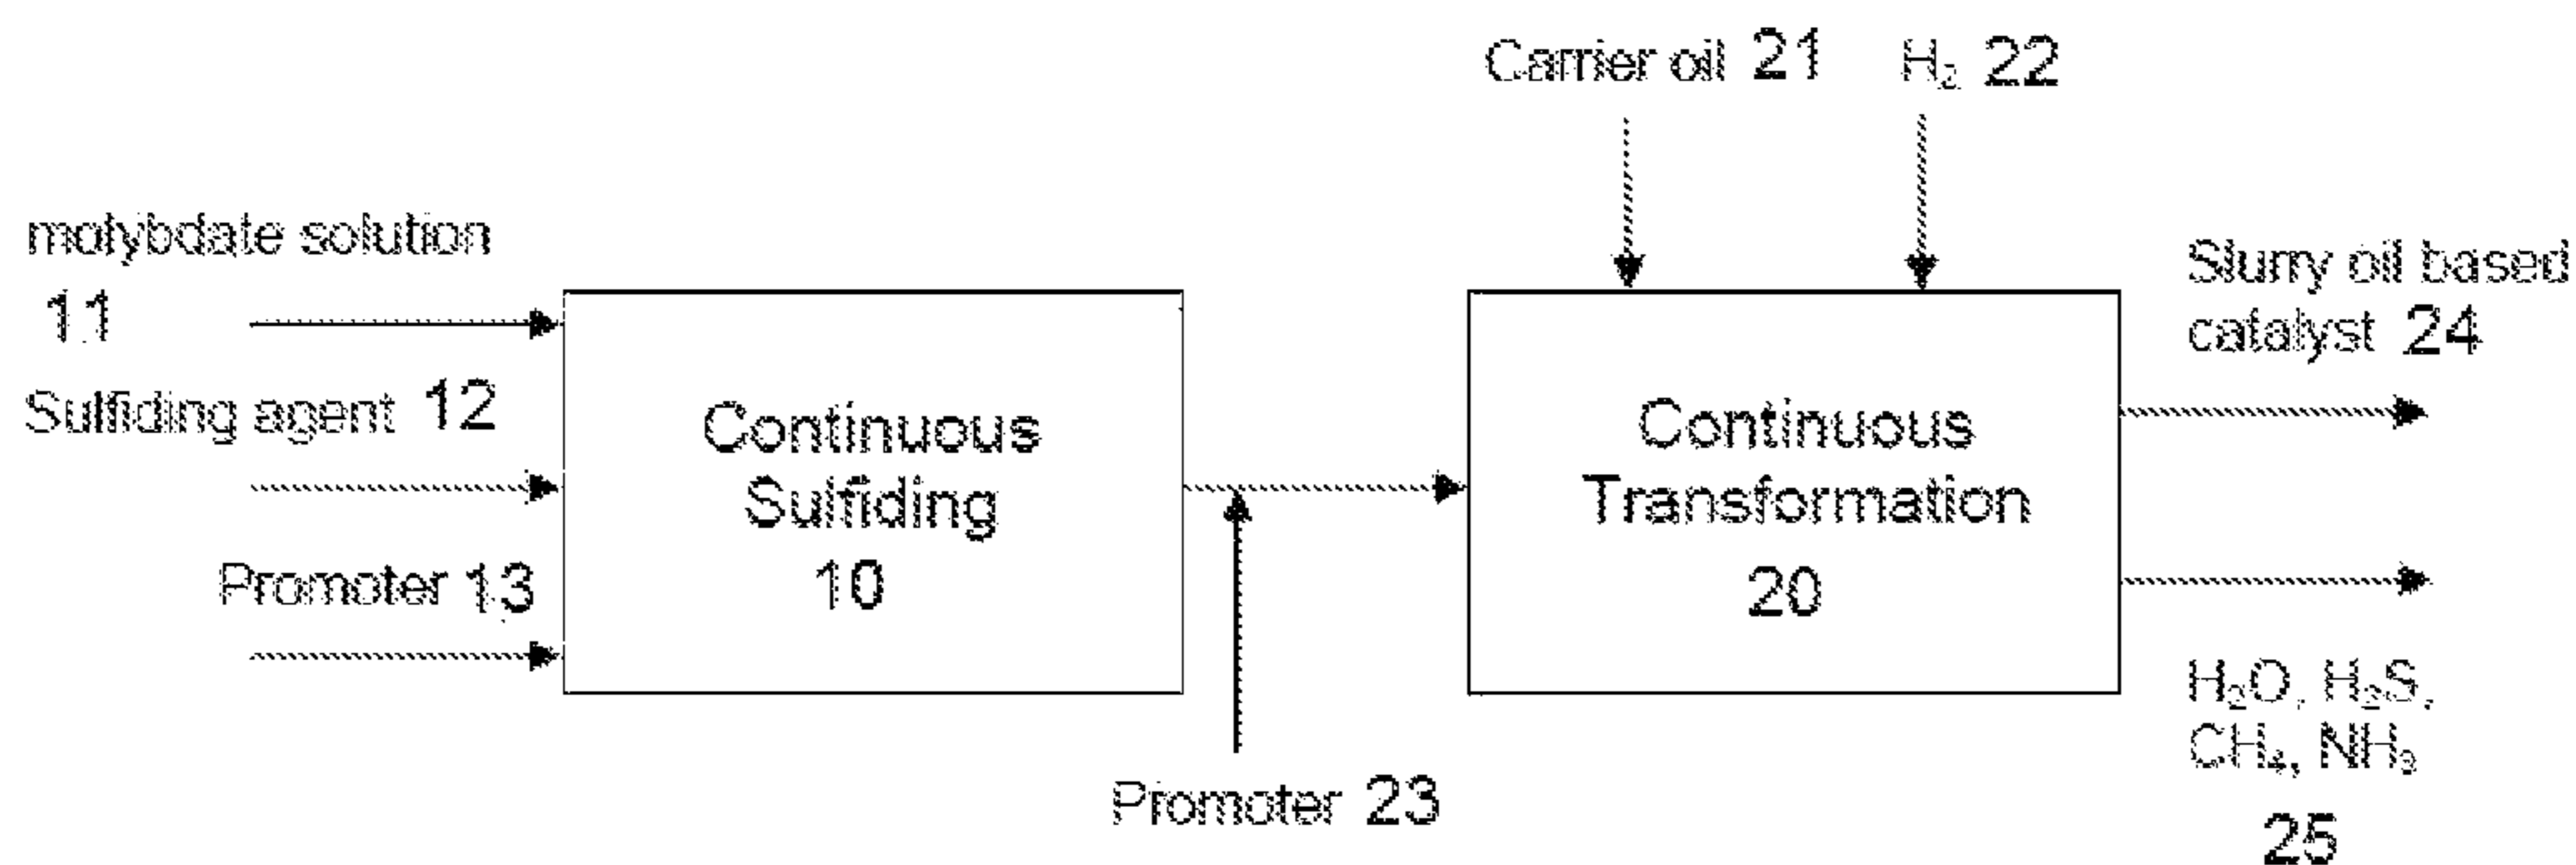 Carrier oil 21
H₂ 22
molybdate solution
11
Sulfiding agent 12
Promoter 13
Continuous
Sulfiding
10
Promoter 23
Continuous
Transformation
20
Slurry oil based
catalyst 24
H₂O, H₂S,
CH₄, NH₃
25